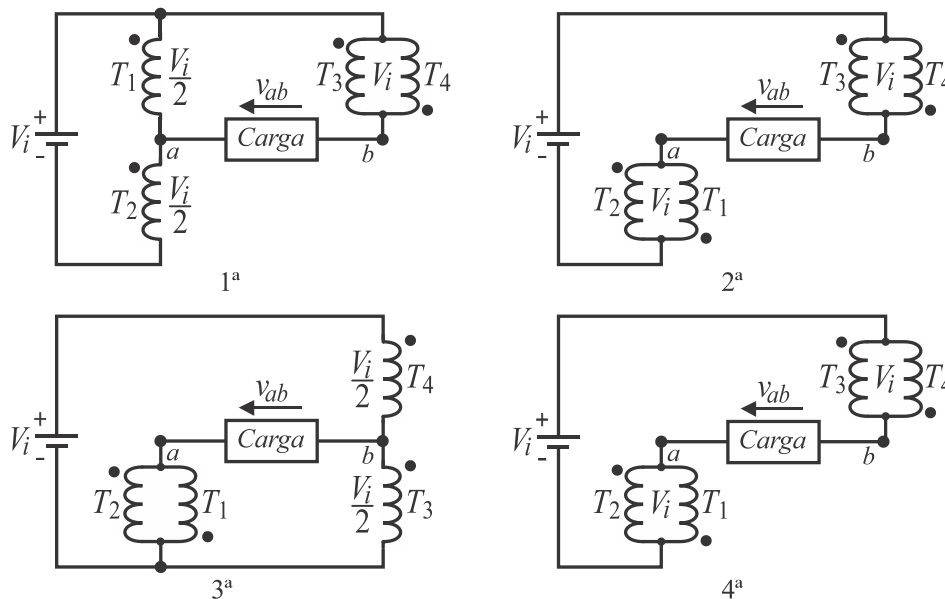 T1 Vi/2 T3 Vi T4
vab
Vi + - Carga
a b
T2 Vi/2
1ª
T3 Vi T4
vab
Vi + - Carga
a b
T2 Vi T1
2ª
Vi/2 T4
vab
Vi + - Carga
a b
T2 T1 Vi/2 T3
3ª
T3 Vi T4
vab
Vi + - Carga
a b
T2 Vi T1
4ª